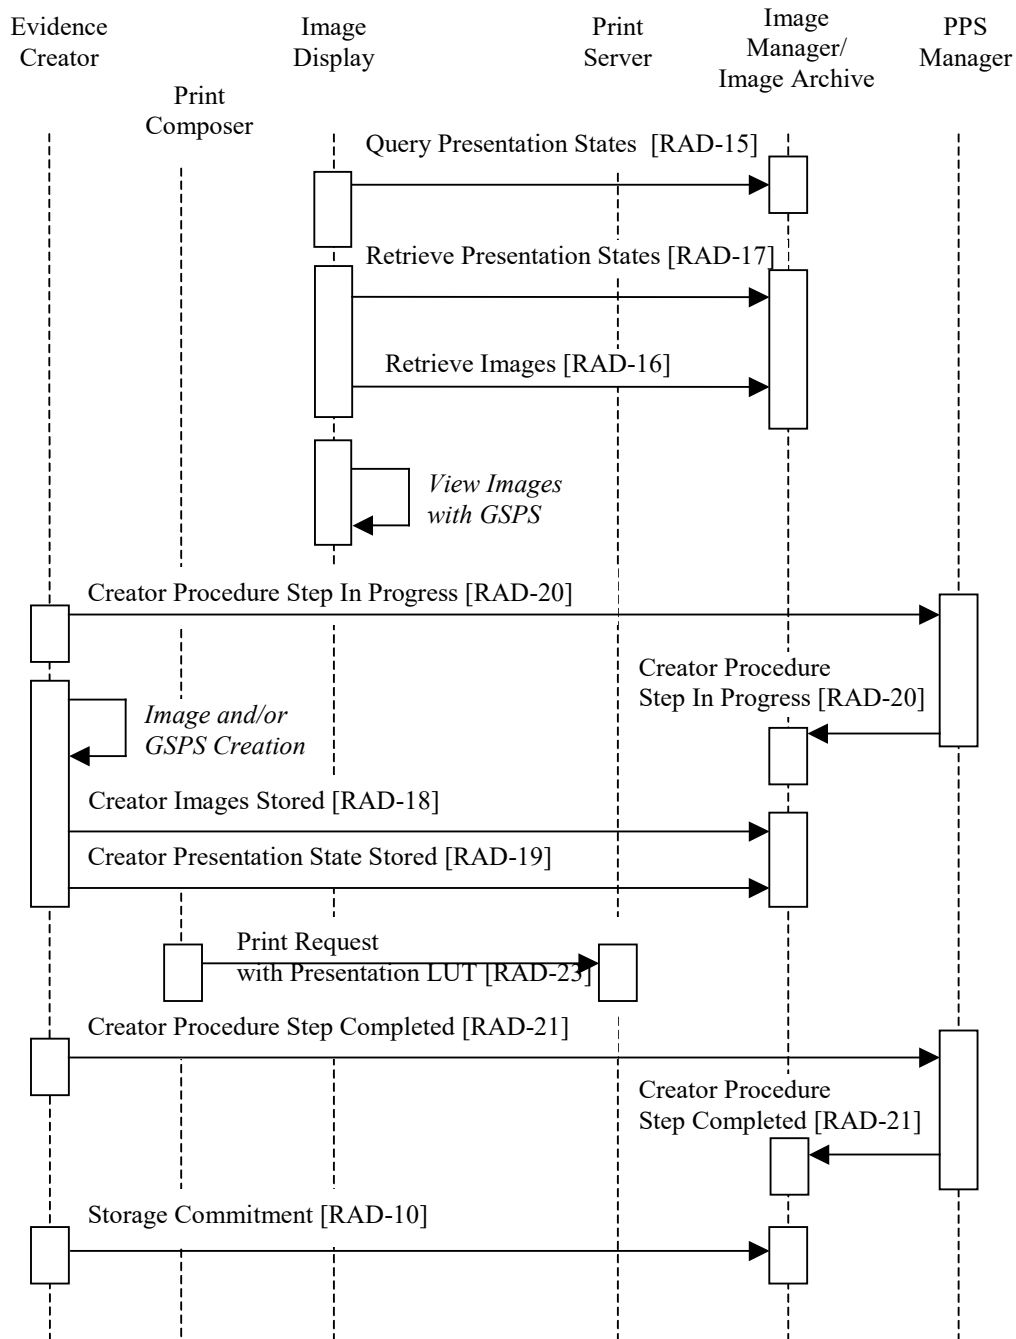 Evidence
Creator
Print
Composer
Image
Display
Print
Server
Image
Manager/
Image Archive
PPS
Manager
Query Presentation States [RAD-15]
Retrieve Presentation States [RAD-17]
Retrieve Images [RAD-16]
View Images
with GSPS
Creator Procedure Step In Progress [RAD-20]
Creator Procedure
Step In Progress [RAD-20]
Image and/or
GSPS Creation
Creator Images Stored [RAD-18]
Creator Presentation State Stored [RAD-19]
Print Request
with Presentation LUT [RAD-23]
Creator Procedure Step Completed [RAD-21]
Creator Procedure
Step Completed [RAD-21]
Storage Commitment [RAD-10]